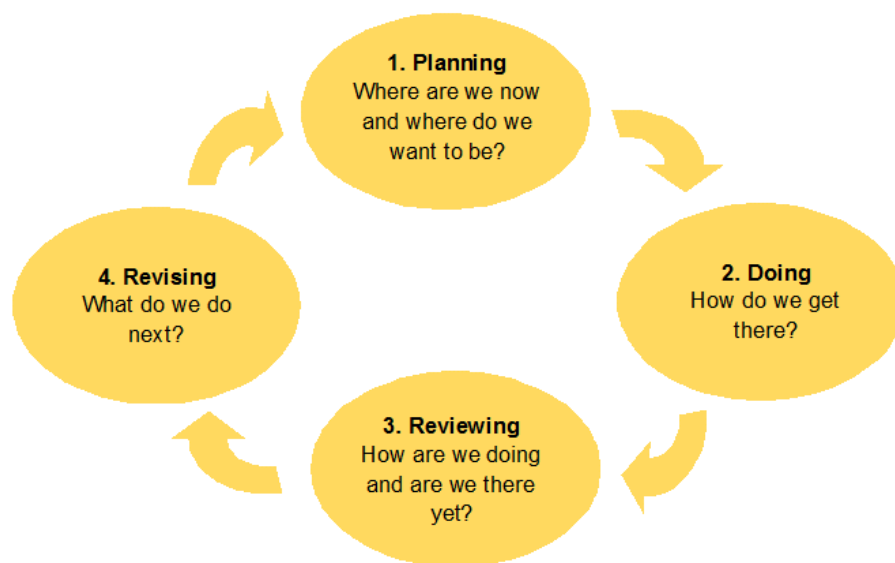 1. Planning
Where are we now
and where do we
want to be?
2. Doing
How do we get
there?
3. Reviewing
How are we doing
and are we there
yet?
4. Revising
What do we do
next?